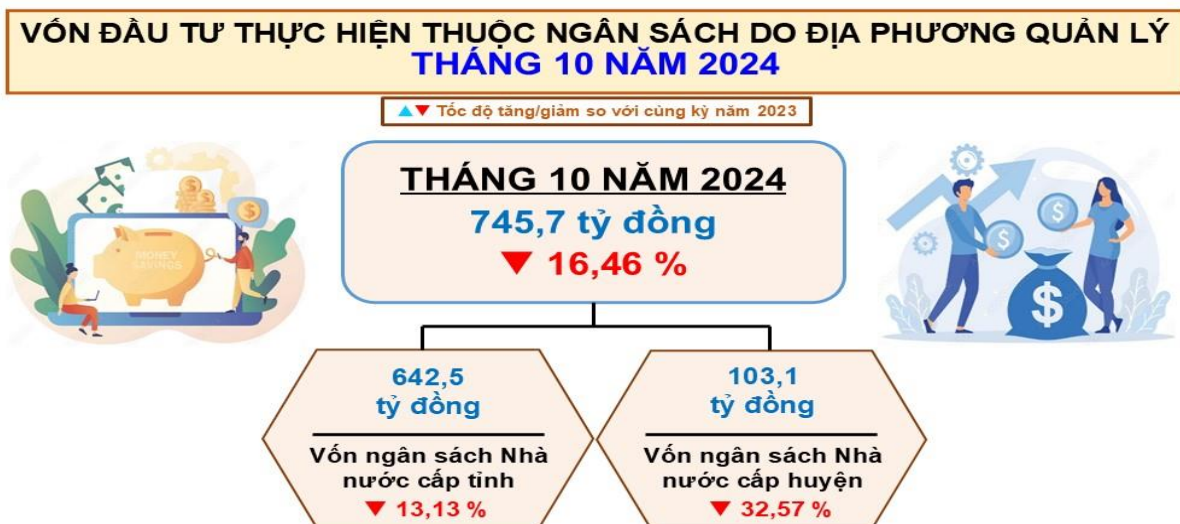 VỐN ĐẦU TƯ THỰC HIỆN THUỘC NGÂN SÁCH DO ĐỊA PHƯƠNG QUẢN LÝ
THÁNG 10 NĂM 2024
▲▼ Tốc độ tăng/giảm so với cùng kỳ năm 2023
THÁNG 10 NĂM 2024
745,7 tỷ đồng
▼ 16,46 %
MONEY
SAVINGS
642,5
tỷ đồng
Vốn ngân sách Nhà
nước cấp tỉnh
▼ 13,13 %
103,1
tỷ đồng
Vốn ngân sách Nhà
nước cấp huyện
▼ 32,57 %